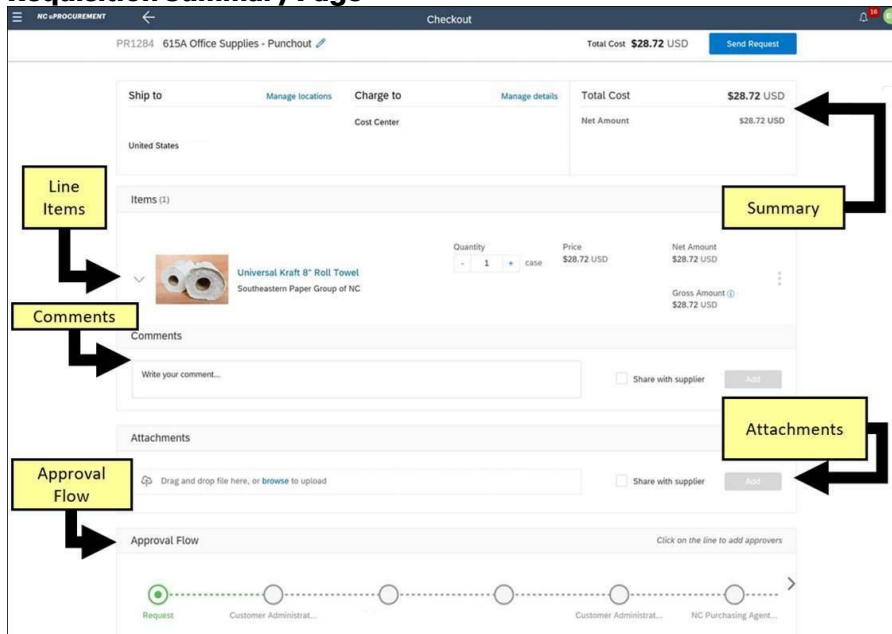 Requisition Summary Page
NC ePROCUREMENT
Checkout
16
PR1284 615A Office Supplies - Punchout
Total Cost $28.72 USD
Send Request
Ship to
Manage locations
Charge to
Manage details
Total Cost
$28.72 USD
Cost Center
Net Amount
$28.72 USD
United States
Line
Items
Items (1)
Summary
Universal Kraft 8" Roll Towel
Southeastern Paper Group of NC
Quantity
- 1 + case
Price
$28.72 USD
Net Amount
$28.72 USD
Gross Amount
$28.72 USD
Comments
Comments
Write your comment...
Share with supplier
Add
Attachments
Attachments
Approval
Flow
Drag and drop file here, or browse to upload
Share with supplier
Add
Approval Flow
Click on the line to add approvers
Request
Customer Administrat...
Customer Administrat...
NC Purchasing Agent...